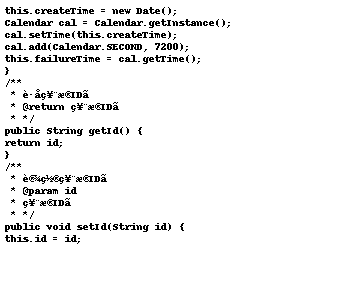 this.createTime = new Date();
Calendar cal = Calendar.getInstance();
cal.setTime(this.createTime);
cal.add(Calendar.SECOND, 7200);
this.failureTime = cal.getTime();
}
/**
* è·åç¥¨æ®IDã
* @return ç¥¨æ®IDã
* */
public String getId() {
return id;
}
/**
* è®¾ç½®ç¥¨æ®IDã
* @param id
* ç¥¨æ®IDã
* */
public void setId(String id) {
this.id = id;